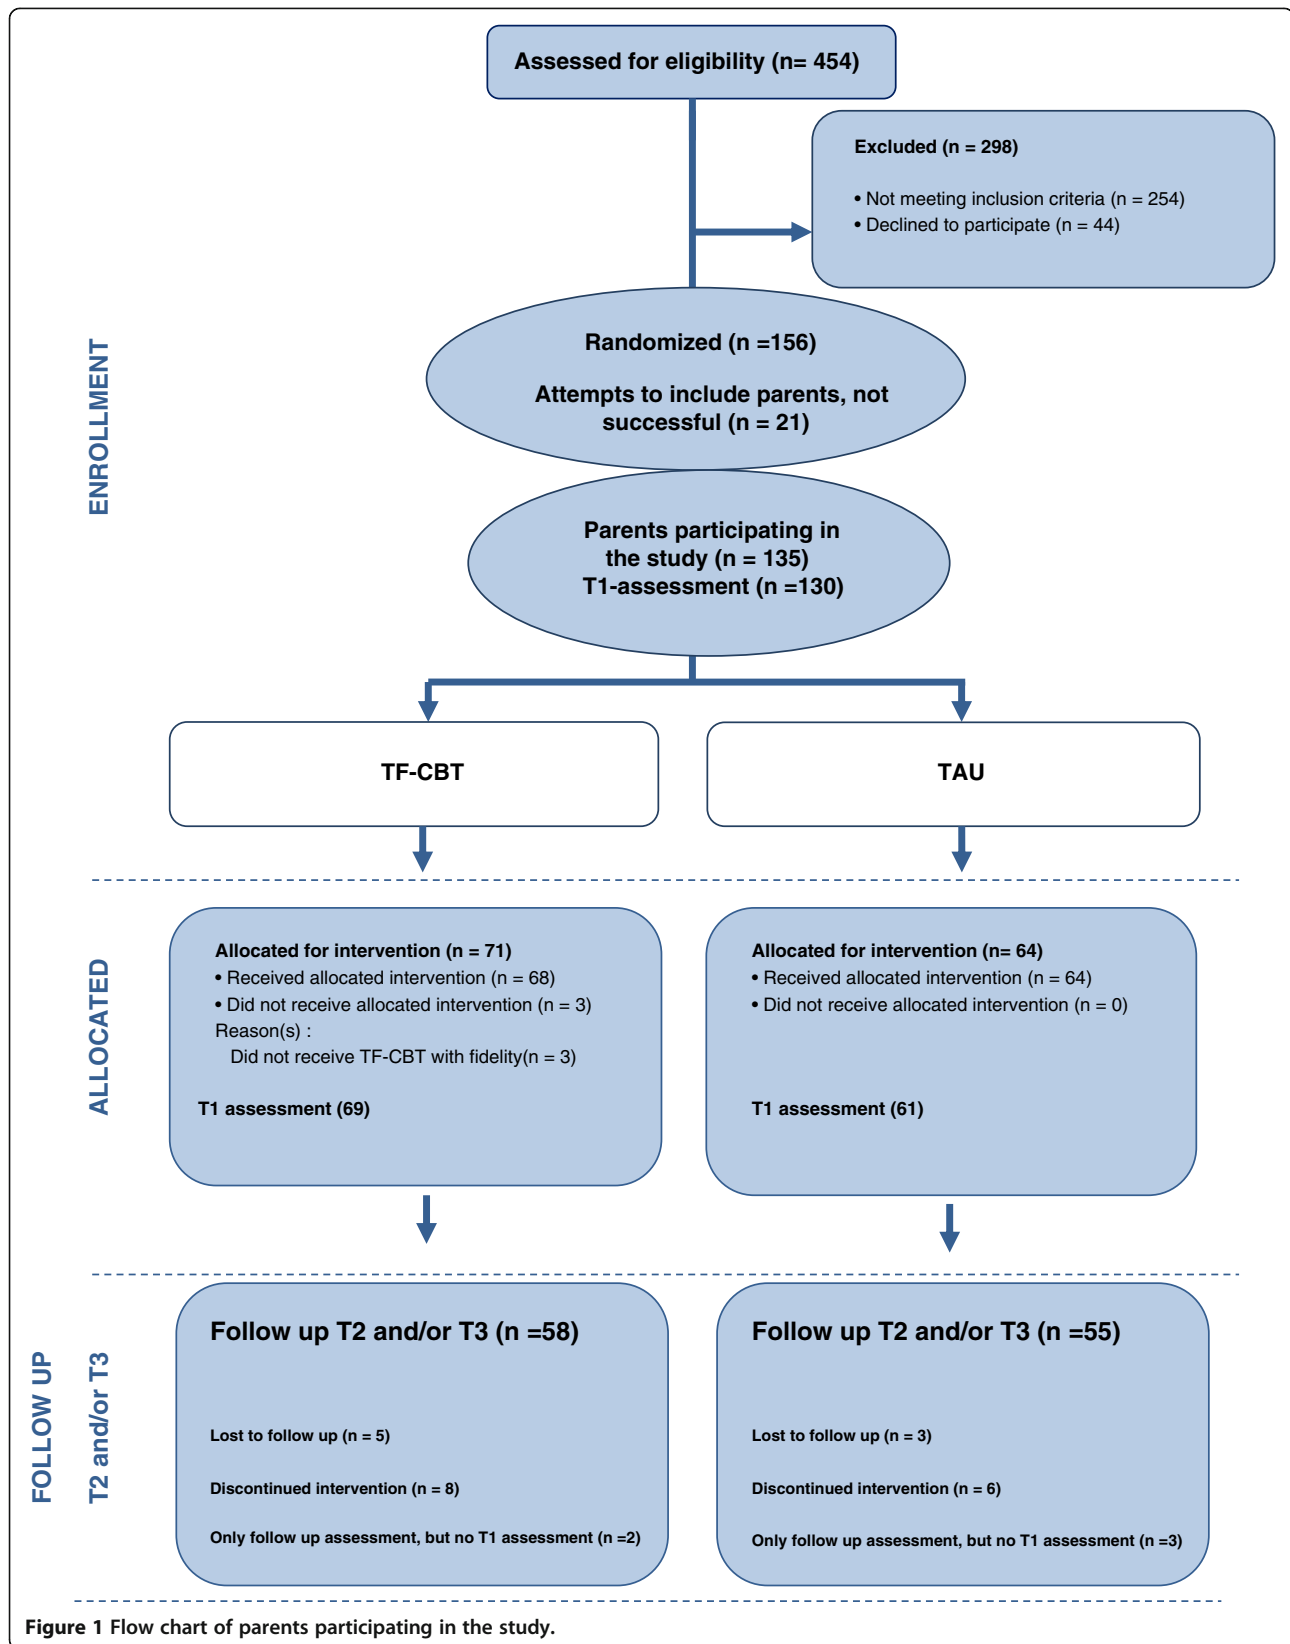 Assessed for eligibility (n= 454)
Excluded (n = 298)
• Not meeting inclusion criteria (n = 254)
• Declined to participate (n = 44)
ENROLLMENT
Randomized (n =156)
Attempts to include parents, not
successful (n = 21)
Parents participating in
the study (n = 135)
T1-assessment (n =130)
TF-CBT
TAU
ALLOCATED
Allocated for intervention (n = 71)
• Received allocated intervention (n = 68)
• Did not receive allocated intervention (n = 3)
Reason(s) :
Did not receive TF-CBT with fidelity(n = 3)
T1 assessment (69)
Allocated for intervention (n= 64)
• Received allocated intervention (n = 64)
• Did not receive allocated intervention (n = 0)
T1 assessment (61)
FOLLOW UP
T2 and/or T3
Follow up T2 and/or T3 (n =58)
Lost to follow up (n = 5)
Discontinued intervention (n = 8)
Only follow up assessment, but no T1 assessment (n =2)
Follow up T2 and/or T3 (n =55)
Lost to follow up (n = 3)
Discontinued intervention (n = 6)
Only follow up assessment, but no T1 assessment (n =3)
Figure 1 Flow chart of parents participating in the study.